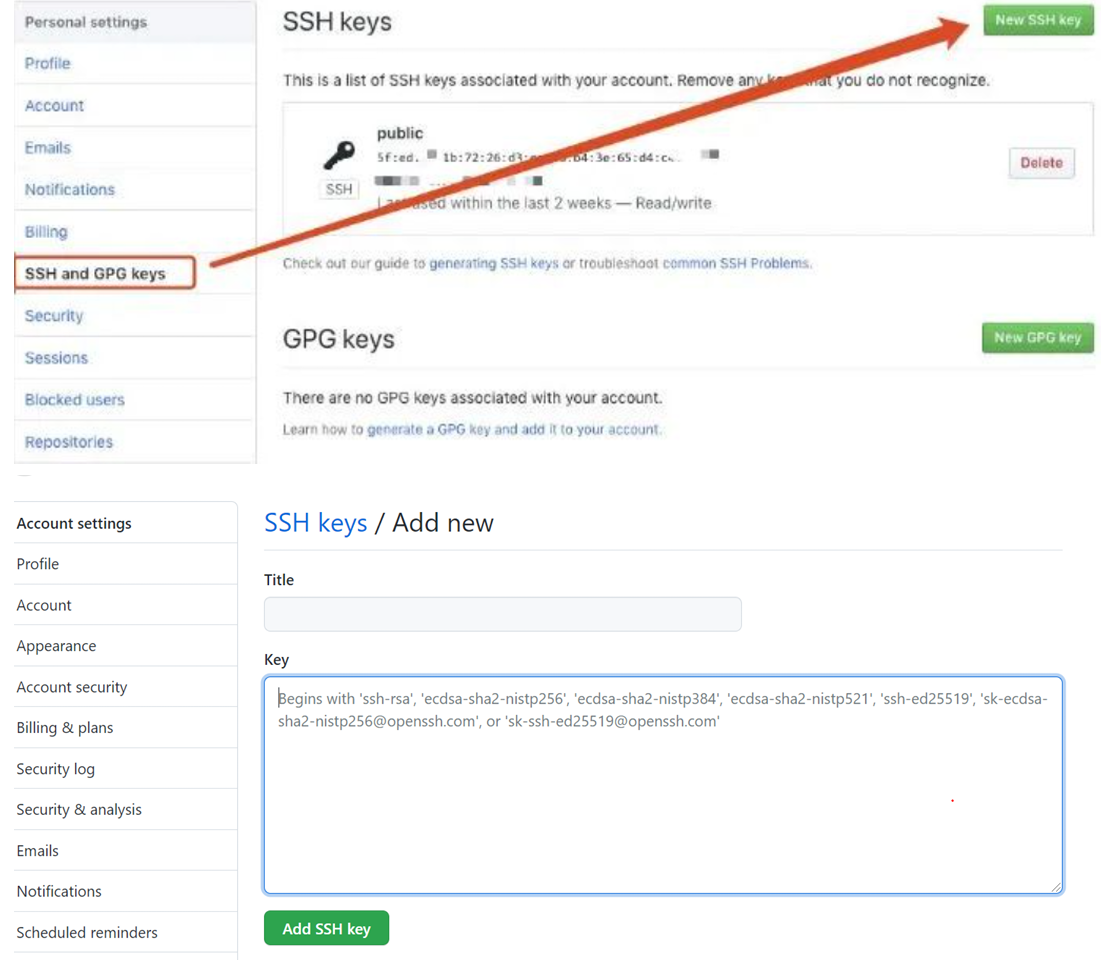 Personal settings
Profile
Account
Emails
Notifications
Billing
SSH and GPG keys
Security
Sessions
Blocked users
Repositories
SSH keys
New SSH key
This is a list of SSH keys associated with your account. Remove any that you do not recognize.
public
5f:ed. 1b:72:26:d3: b4:3e:65:d4:
SSH
Last used within the last 2 weeks — Read/write
Delete
Check out our guide to generating SSH keys or troubleshoot common SSH Problems.
GPG keys
New GPG key
There are no GPG keys associated with your account.
Learn how to generate a GPG key and add it to your account.
Account settings
Profile
Account
Appearance
Account security
Billing & plans
Security log
Security & analysis
Emails
Notifications
Scheduled reminders
SSH keys / Add new
Title
Key
Begins with 'ssh-rsa', 'ecdsa-sha2-nistp256', 'ecdsa-sha2-nistp384', 'ecdsa-sha2-nistp521', 'ssh-ed25519', 'sk-ecdsa-
sha2-nistp256@openssh.com', or 'sk-ssh-ed25519@openssh.com'
Add SSH key